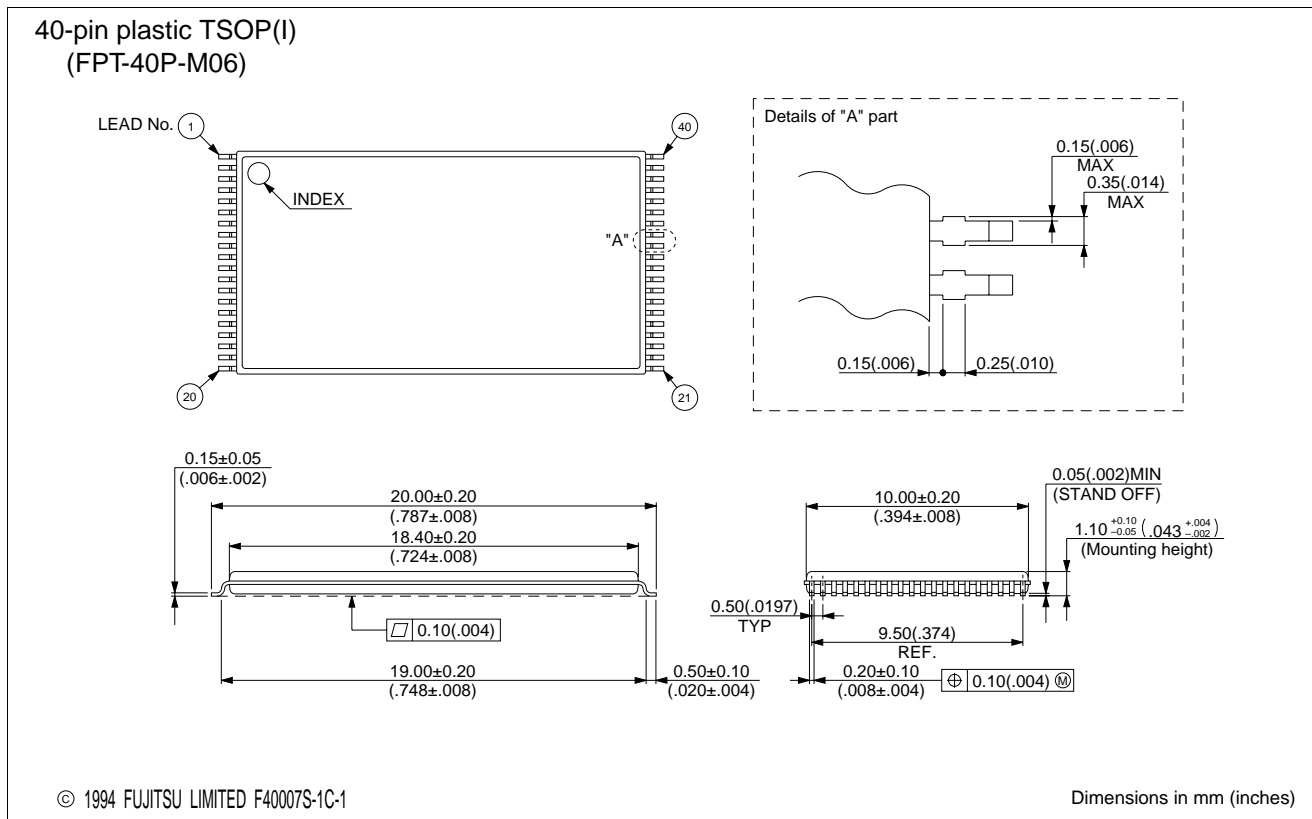 40-pin plastic TSOP(I)
(FPT-40P-M06)
LEAD No. 1
40
INDEX
"A"
20
21
Details of "A" part
0.15(.006)
MAX
0.35(.014)
MAX
0.15(.006)
0.25(.010)
0.15±0.05
(.006±.002)
20.00±0.20
(.787±.008)
18.40±0.20
(.724±.008)
0.10(.004)
19.00±0.20
(.748±.008)
0.50±0.10
(.020±.004)
10.00±0.20
(.394±.008)
0.05(.002)MIN
(STAND OFF)
1.10 +0.10 -0.05 (.043 +.004 -.002)
(Mounting height)
0.50(.0197)
TYP
9.50(.374)
REF.
0.20±0.10
(.008±.004)
⌖ 0.10(.004) Ⓜ
© 1994 FUJITSU LIMITED F40007S-1C-1
Dimensions in mm (inches)